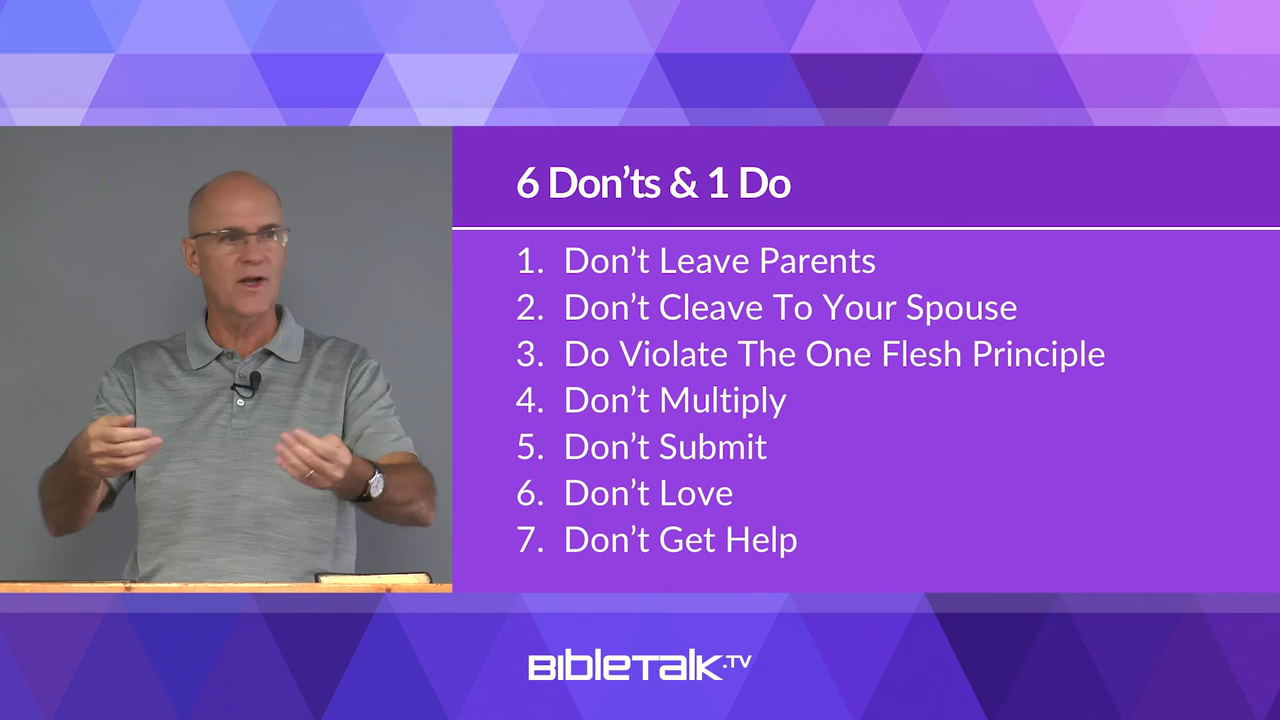 6 Don'ts & 1 Do
1. Don't Leave Parents
2. Don't Cleave To Your Spouse
3. Do Violate The One Flesh Principle
4. Don't Multiply
5. Don't Submit
6. Don't Love
7. Don't Get Help
BIBLETALK.TV